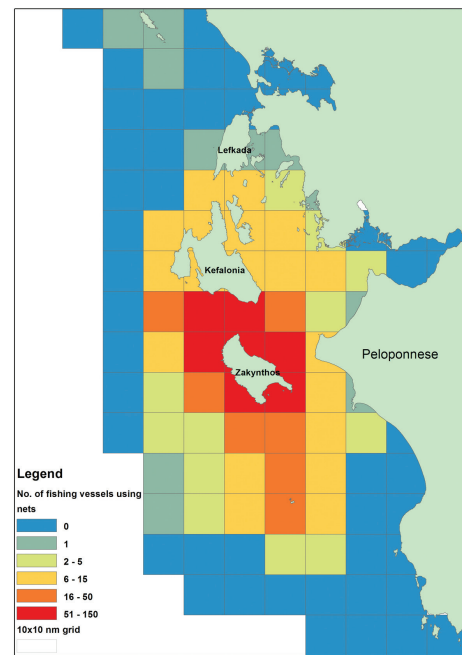 Lefkada
Kefalonia
Peloponnese
Zakynthos
Legend
No. of fishing vessels using
nets
0
1
2 - 5
6 - 15
16 - 50
51 - 150
10x10 nm grid